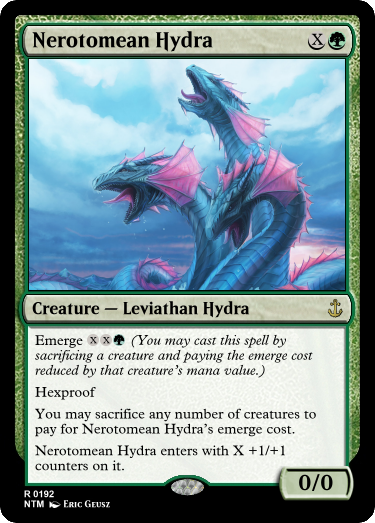 Nerotomean Hydra X
Creature — Leviathan Hydra
Emerge X X (You may cast this spell by
sacrificing a creature and paying the emerge cost
reduced by that creature's mana value.)
Hexproof
You may sacrifice any number of creatures to
pay for Nerotomean Hydra's emerge cost.
Nerotomean Hydra enters with X +1/+1
counters on it.
0/0
R 0192
NTM Eric Geusz